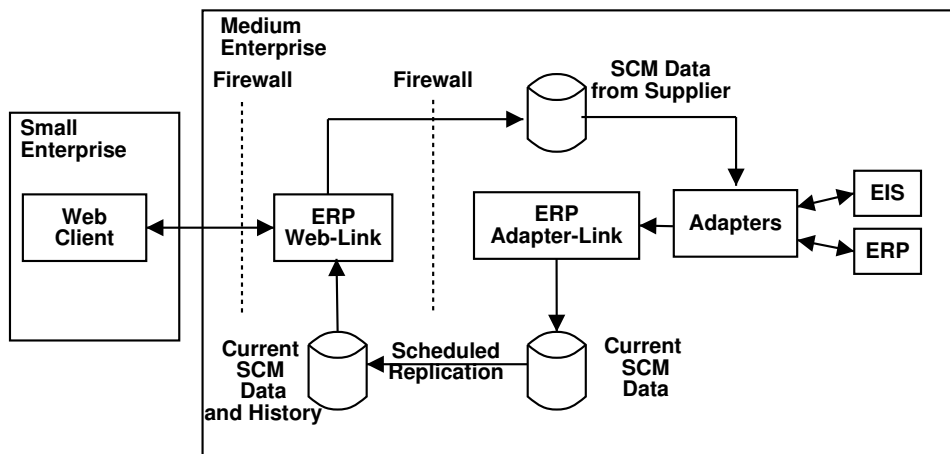 Medium
Enterprise
Firewall
Firewall
SCM Data
from Supplier
Small
Enterprise
Web
Client
ERP
Web-Link
ERP
Adapter-Link
Adapters
EIS
ERP
Current
SCM
Data
and History
Scheduled
Replication
Current
SCM
Data